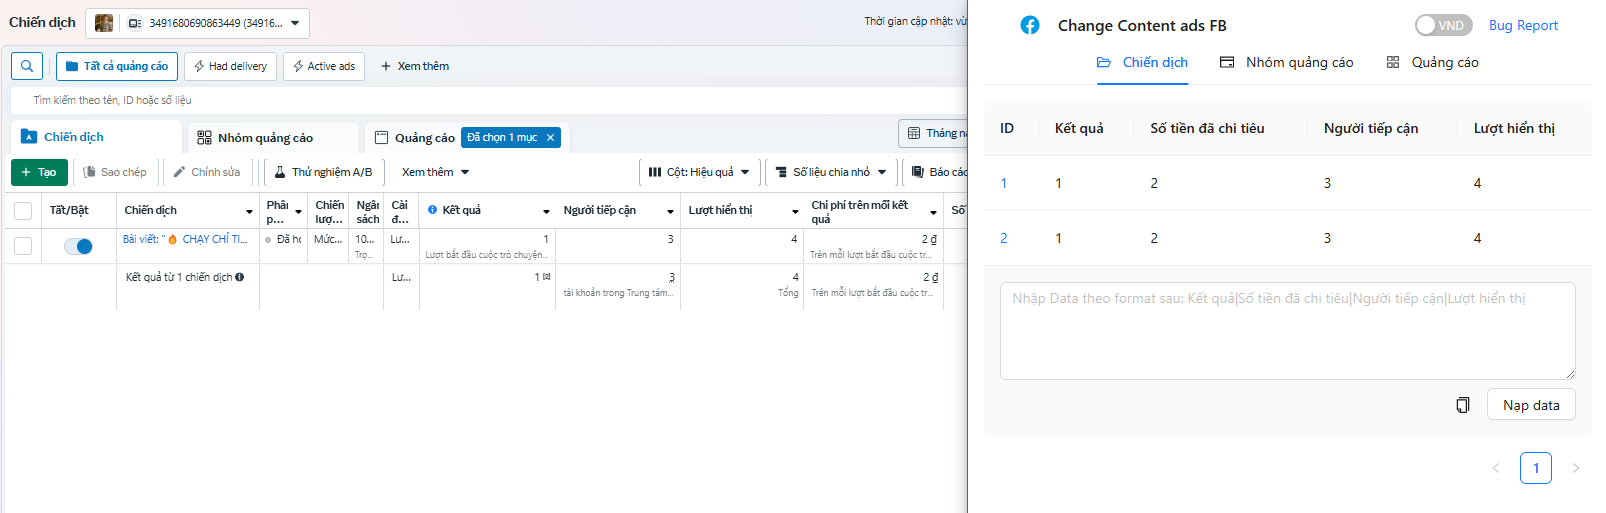 Chiến dịch
3491680690863449 (34916...
Thời gian cập nhật: vừ
Tất cả quảng cáo
Had delivery
Active ads
+ Xem thêm
Tìm kiếm theo tên, ID hoặc số liệu
Chiến dịch
Nhóm quảng cáo
Quảng cáo
Đã chọn 1 mục ×
Tháng na
+ Tạo
Sao chép
Chỉnh sửa
Thử nghiệm A/B
Xem thêm
Cột: Hiệu quả
Số liệu chia nhỏ
Báo các
Tất/Bật
Chiến dịch
Phâ
p...
Chiến
lượ...
Ngâ
sách
Cài
đ...
Kết quả
Người tiếp cận
Lượt hiển thị
Chi phí trên mỗi kết
quả
Số
Bài viết: "🔥 CHẠY CHỈ TI...
Đã ho
Mức...
10...
Trọ...
Lư...
1
Lượt bắt đầu cuộc trò chuyện...
3
4
2 ₫
Trên mỗi lượt bắt đầu cuộc tr...
Kết quả từ 1 chiến dịch
Lư...
1 [2]
3
tài khoản trong Trung tâm...
4
Tổng
2 ₫
Trên mỗi lượt bắt đầu cuộc tr...
Change Content ads FB
VND
Bug Report
Chiến dịch
Nhóm quảng cáo
Quảng cáo
ID Kết quả Số tiền đã chi tiêu Người tiếp cận Lượt hiển thị
1 1 2 3 4
2 1 2 3 4
Nhập Data theo format sau: Kết quả|Số tiền đã chi tiêu|Người tiếp cận|Lượt hiển thị
Nạp data
< 1 >